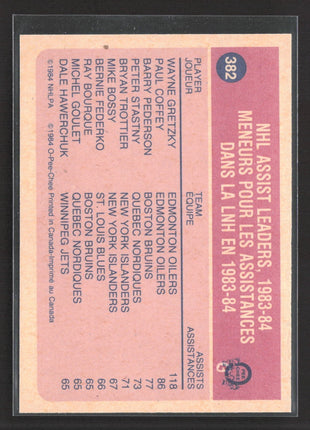 382
NHL ASSIST LEADERS, 1983-84
MENEURS POUR LES ASSISTANCES
DANS LA LNH EN 1983-84
PLAYER TEAM ASSISTS
JOUEUR ÉQUIPE ASSISTANCES
WAYNE GRETZKY EDMONTON OILERS 118
PAUL COFFEY EDMONTON OILERS 86
BARRY PEDERSON BOSTON BRUINS 77
PETER STASTNY QUEBEC NORDIQUES 73
BRYAN TROTTIER NEW YORK ISLANDERS 71
MIKE BOSSY NEW YORK ISLANDERS 67
BERNIE FEDERKO ST. LOUIS BLUES 66
RAY BOURQUE BOSTON BRUINS 65
MICHEL GOULET QUEBEC NORDIQUES 65
DALE HAWERCHUK WINNIPEG JETS 65
©1984 NHLPA ©1984 O-Pee-Chee Printed in Canada-Imprimé au Canada